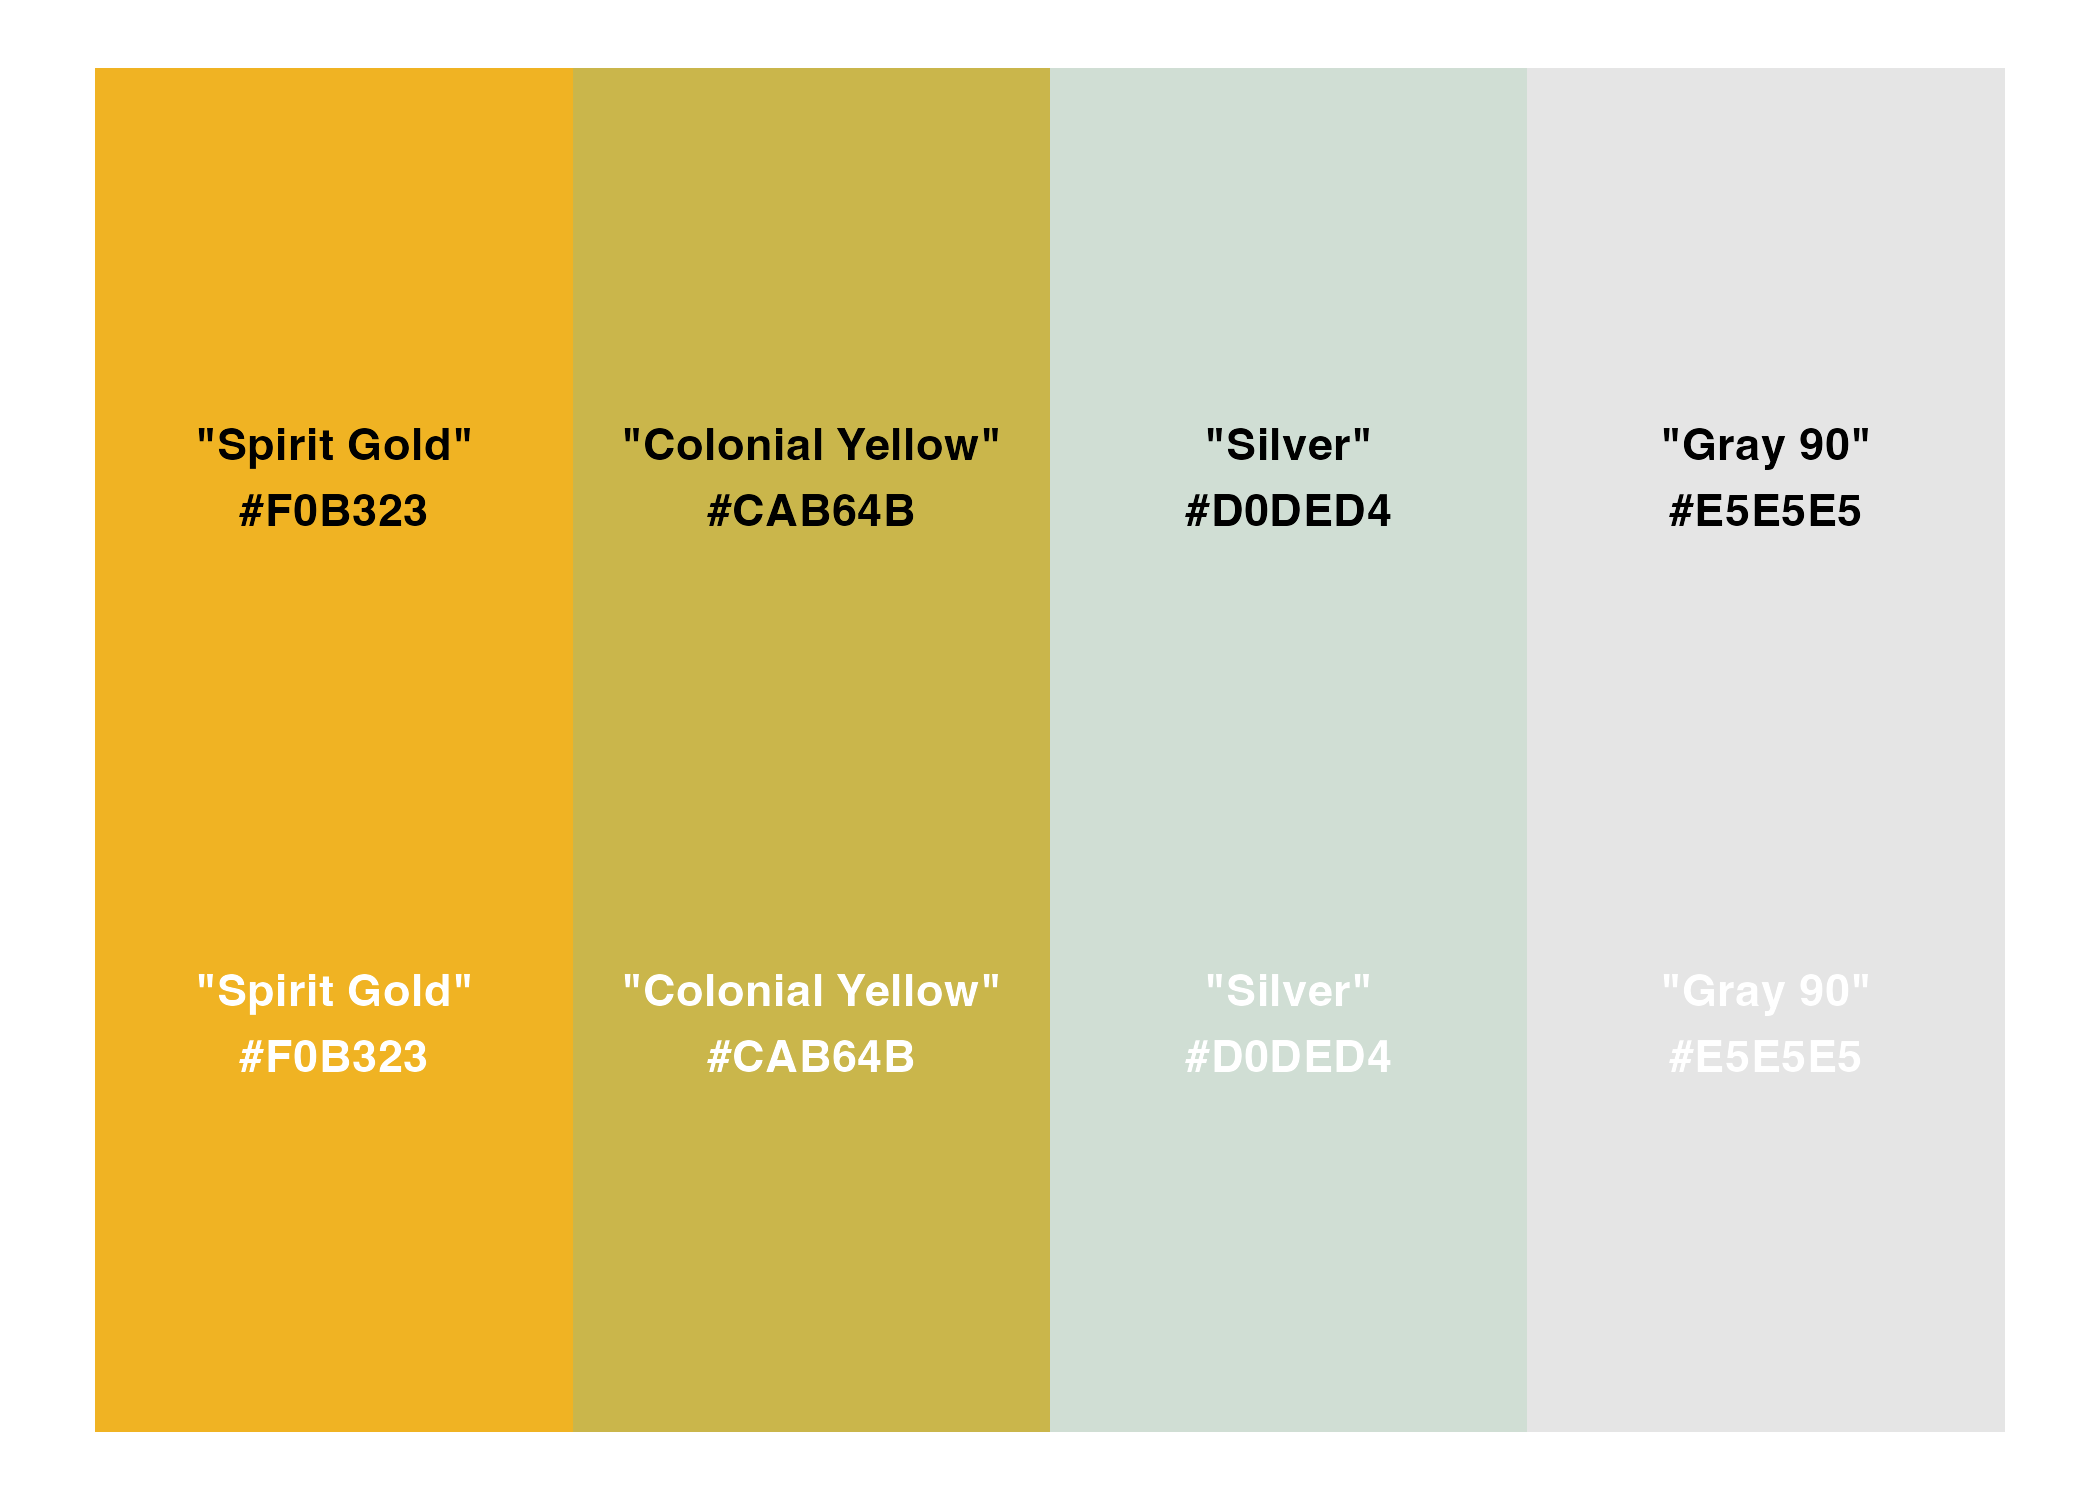 "Spirit Gold"
#F0B323
"Colonial Yellow"
#CAB64B
"Silver"
#D0DED4
"Gray 90"
#E5E5E5
"Spirit Gold"
#F0B323
"Colonial Yellow"
#CAB64B
"Silver"
#D0DED4
"Gray 90"
#E5E5E5